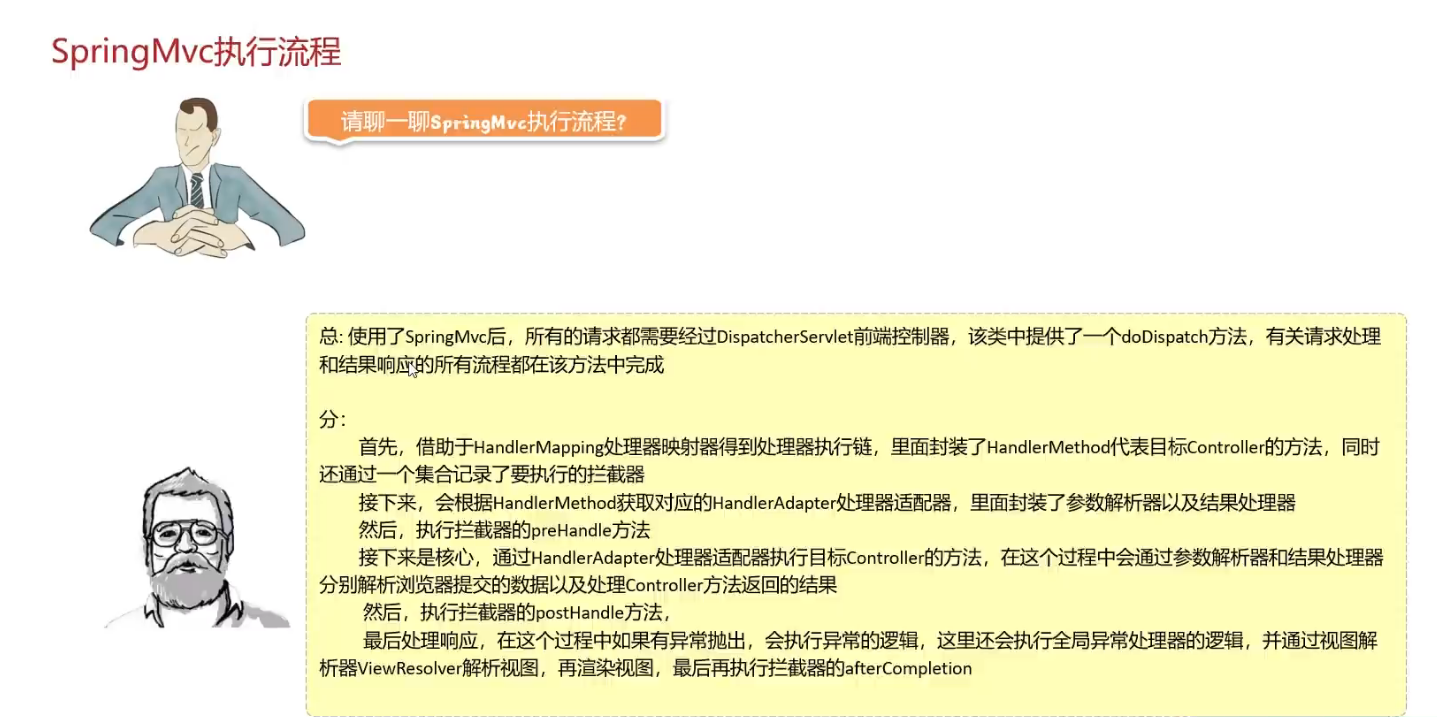 SpringMvc执行流程
请聊一聊SpringMvc执行流程?
总: 使用了SpringMvc后，所有的请求都需要经过DispatcherServlet前端控制器，该类中提供了一个doDispatch方法，有关请求处理
和结果响应的所有流程都在该方法中完成
分：
首先，借助于HandlerMapping处理器映射器得到处理器执行链，里面封装了HandlerMethod代表目标Controller的方法，同时
还通过一个集合记录了要执行的拦截器
接下来，会根据HandlerMethod获取对应的HandlerAdapter处理器适配器，里面封装了参数解析器以及结果处理器
然后，执行拦截器的preHandle方法
接下来是核心，通过HandlerAdapter处理器适配器执行目标Controller的方法，在这个过程中会通过参数解析器和结果处理器
分别解析浏览器提交的数据以及处理Controller方法返回的结果
然后，执行拦截器的postHandle方法，
最后处理响应，在这个过程中如果有异常抛出，会执行异常的逻辑，这里还会执行全局异常处理器的逻辑，并通过视图解
析器ViewResolver解析视图，再渲染视图，最后再执行拦截器的afterCompletion